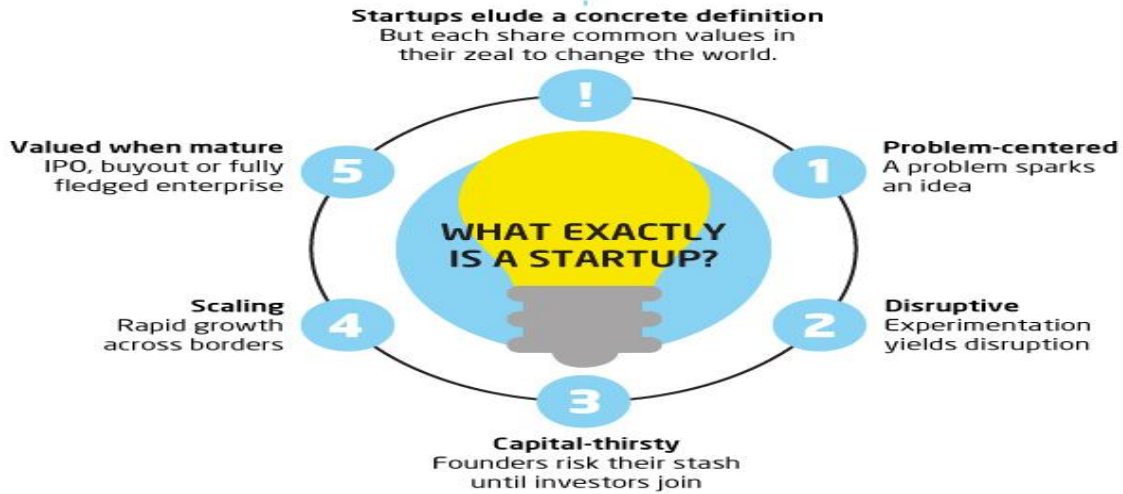 Startups elude a concrete definition
But each share common values in
their zeal to change the world.
!
1
Problem-centered
A problem sparks
an idea
2
Disruptive
Experimentation
yields disruption
3
Capital-thirsty
Founders risk their stash
until investors join
4
Scaling
Rapid growth
across borders
5
Valued when mature
IPO, buyout or fully
fledged enterprise
WHAT EXACTLY
IS A STARTUP?